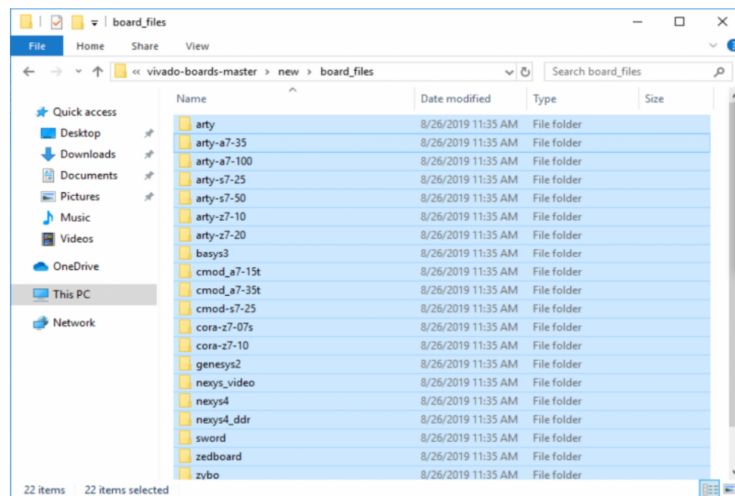 board_files
File Home Share View
« vivado-boards-master › new › board_files
Search board_files
Name Date modified Type Size
Quick access
Desktop
Downloads
Documents
Pictures
Music
Videos
OneDrive
This PC
Network
arty 8/26/2019 11:35 AM File folder
arty-a7-35 8/26/2019 11:35 AM File folder
arty-a7-100 8/26/2019 11:35 AM File folder
arty-s7-25 8/26/2019 11:35 AM File folder
arty-s7-50 8/26/2019 11:35 AM File folder
arty-z7-10 8/26/2019 11:35 AM File folder
arty-z7-20 8/26/2019 11:35 AM File folder
basys3 8/26/2019 11:35 AM File folder
cmod_a7-15t 8/26/2019 11:35 AM File folder
cmod_a7-35t 8/26/2019 11:35 AM File folder
cmod-s7-25 8/26/2019 11:35 AM File folder
cora-z7-07s 8/26/2019 11:35 AM File folder
cora-z7-10 8/26/2019 11:35 AM File folder
genesys2 8/26/2019 11:35 AM File folder
nexys_video 8/26/2019 11:35 AM File folder
nexys4 8/26/2019 11:35 AM File folder
nexys4_ddr 8/26/2019 11:35 AM File folder
sword 8/26/2019 11:35 AM File folder
zedboard 8/26/2019 11:35 AM File folder
zybo 8/26/2019 11:35 AM File folder
22 items 22 items selected